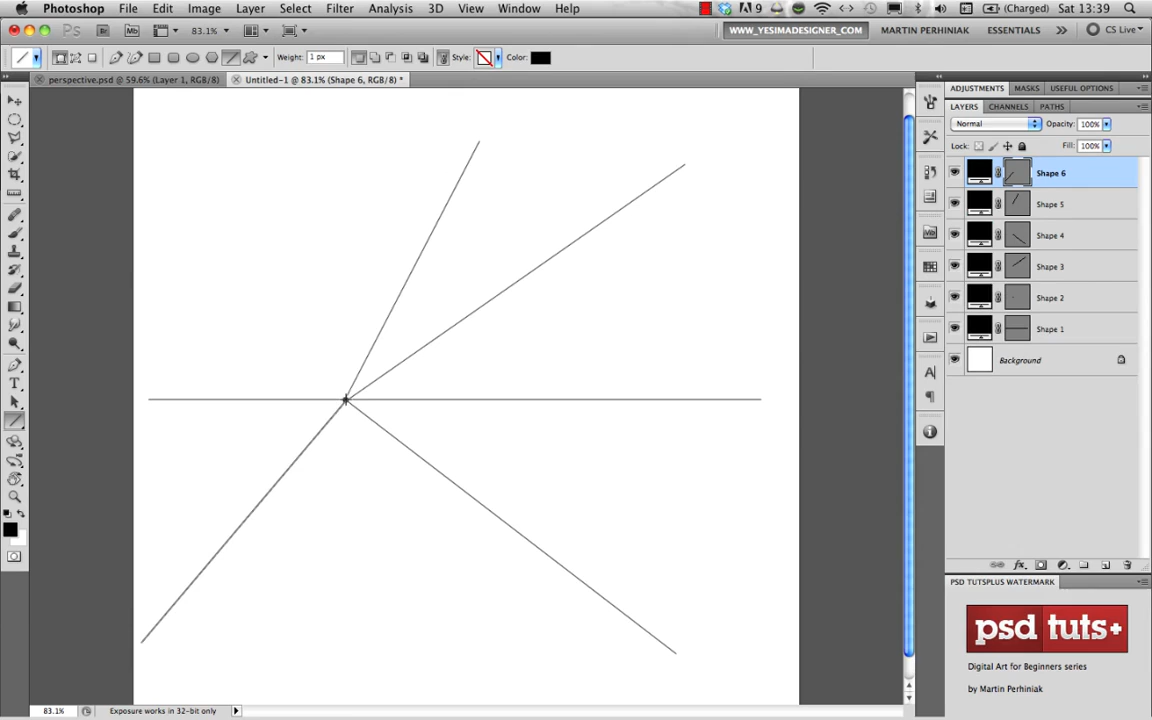 Photoshop File Edit Image Layer Select Filter Analysis 3D View Window Help 9 (Charged) Sat 13:39
Ps Br Mb 83.1% WWW_YESIMADESIGNER_COM MARTIN PERHINIAK ESSENTIALS CS Live
Weight: 1 px Style: Color:
perspective.psd @ 59.6% (Layer 1, RGB/8) Untitled-1 @ 83.1% (Shape 6, RGB/8) *
ADJUSTMENTS MASKS USEFUL OPTIONS
LAYERS CHANNELS PATHS
Normal Opacity: 100%
Lock: Fill: 100%
Shape 6
Shape 5
Shape 4
Shape 3
Shape 2
Shape 1
Background
PSD TUTSPLUS WATERMARK
psd tuts+
Digital Art for Beginners series
by Martin Perhiniak
83.1% Exposure works in 32-bit only